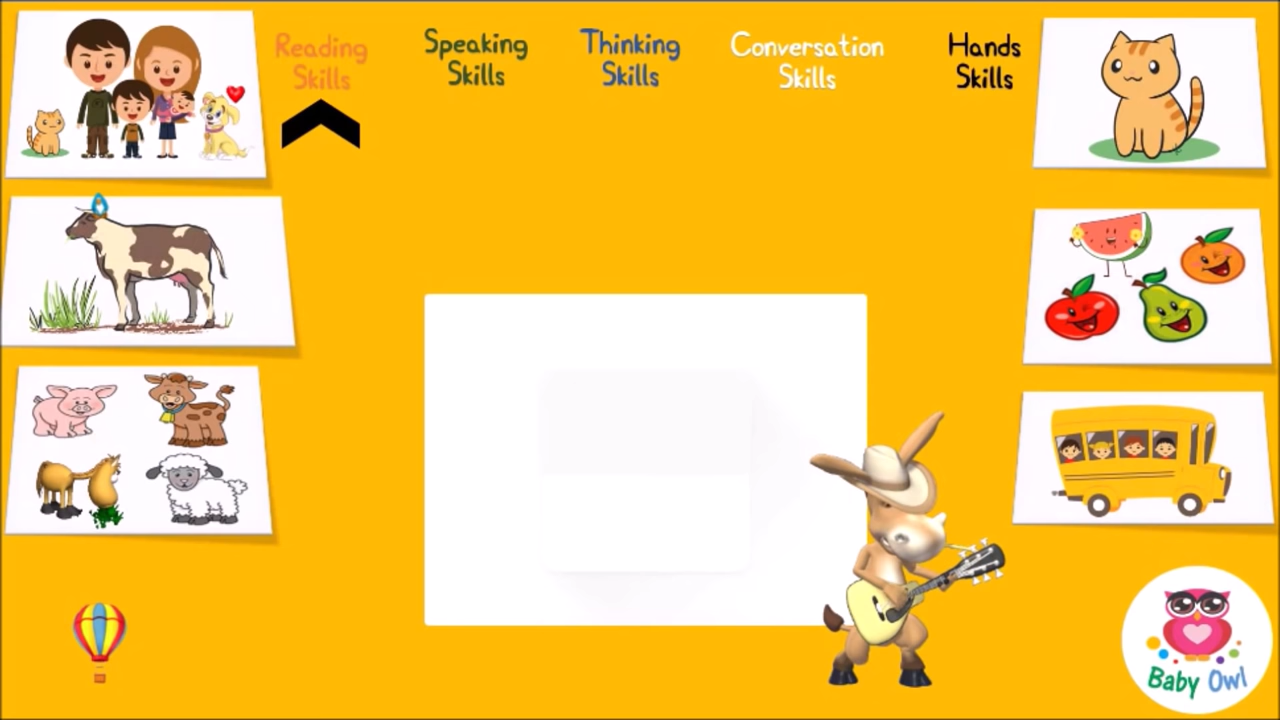 Reading
Skills
Speaking
Skills
Thinking
Skills
Conversation
Skills
Hands
Skills
Baby Owl